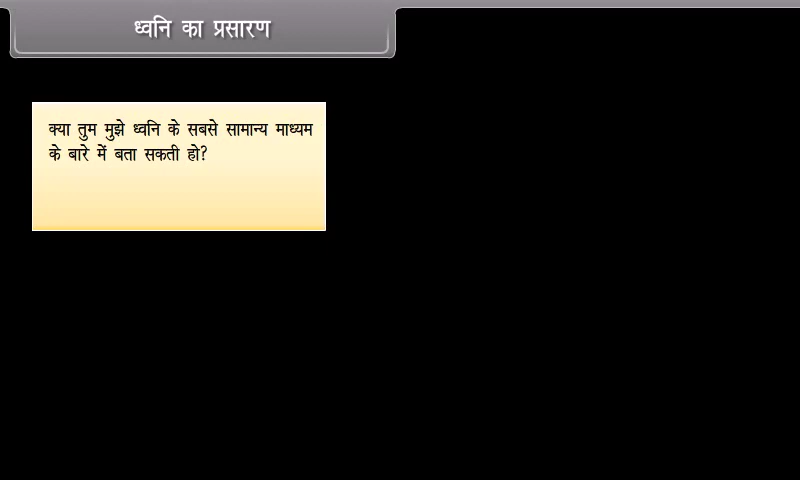 ध्वनि का प्रसारण
क्या तुम मुझे ध्वनि के सबसे सामान्य माध्यम
के बारे में बता सकती हो?